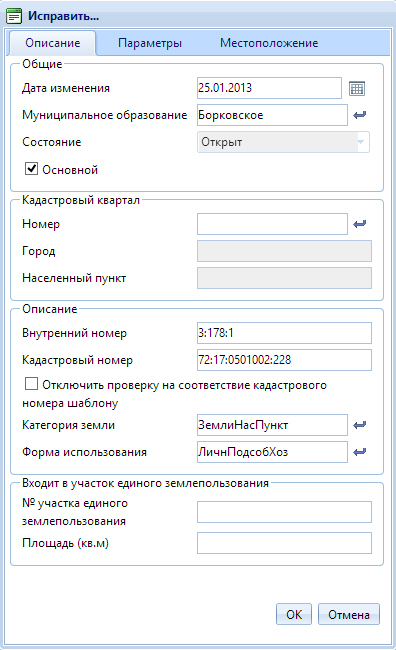 Исправить...
Описание Параметры Местоположение
Общие
Дата изменения 25.01.2013
Муниципальное образование Борковское
Состояние Открыт
Основной
Кадастровый квартал
Номер
Город
Населенный пункт
Описание
Внутренний номер 3:178:1
Кадастровый номер 72:17:0501002:228
Отключить проверку на соответствие кадастрового
номера шаблону
Категория земли ЗемлиНасПункт
Форма использования ЛичнПодсобХоз
Входит в участок единого землепользования
№ участка единого
землепользования
Площадь (кв.м)
ОК Отмена